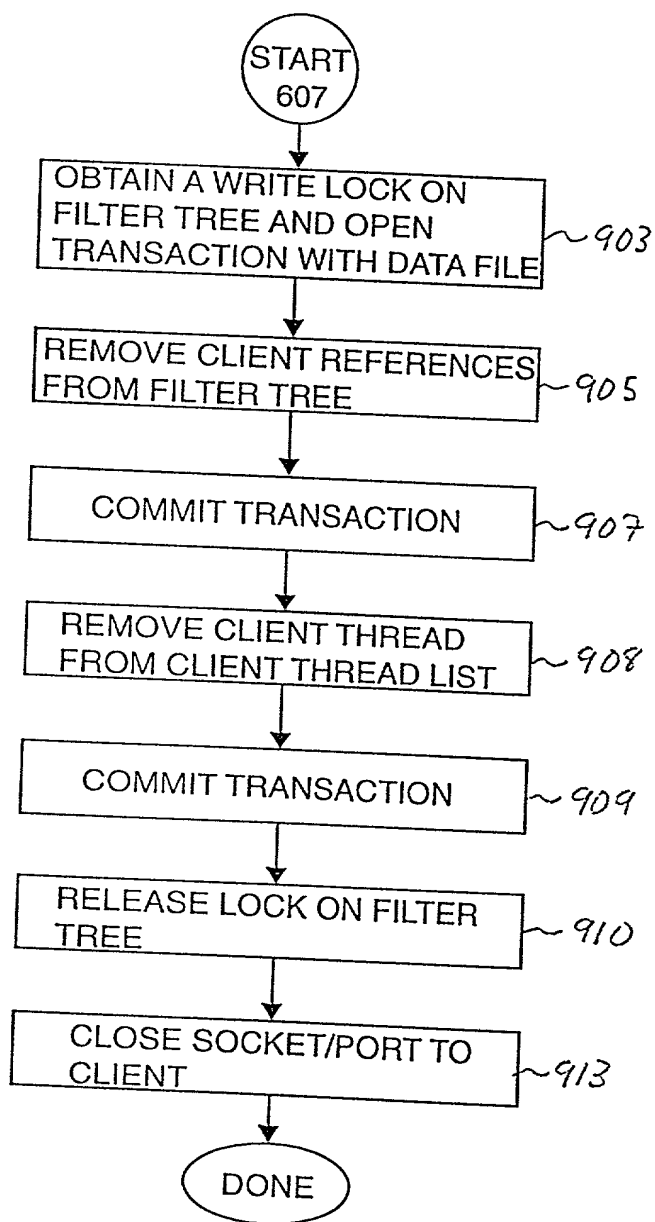 START
607
OBTAIN A WRITE LOCK ON
FILTER TREE AND OPEN
TRANSACTION WITH DATA FILE
903
REMOVE CLIENT REFERENCES
FROM FILTER TREE
905
COMMIT TRANSACTION
907
REMOVE CLIENT THREAD
FROM CLIENT THREAD LIST
908
COMMIT TRANSACTION
909
RELEASE LOCK ON FILTER
TREE
910
CLOSE SOCKET/PORT TO
CLIENT
913
DONE